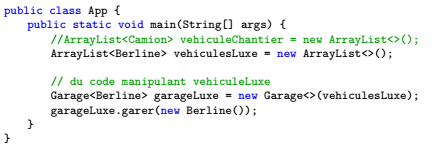 public class App {
    public static void main(String[] args) {
        //ArrayList<Camion> vehiculeChantier = new ArrayList<>();
        ArrayList<Berline> vehiculesLuxe = new ArrayList<>();

        // du code manipulant vehiculeLuxe
        Garage<Berline> garageLuxe = new Garage<>(vehiculesLuxe);
        garageLuxe.garer(new Berline());
    }
}